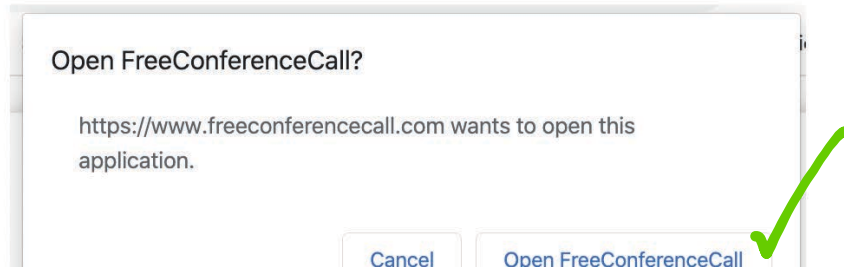 Open FreeConferenceCall?
https://www.freeconferencecall.com wants to open this
application.
Cancel
Open FreeConferenceCall